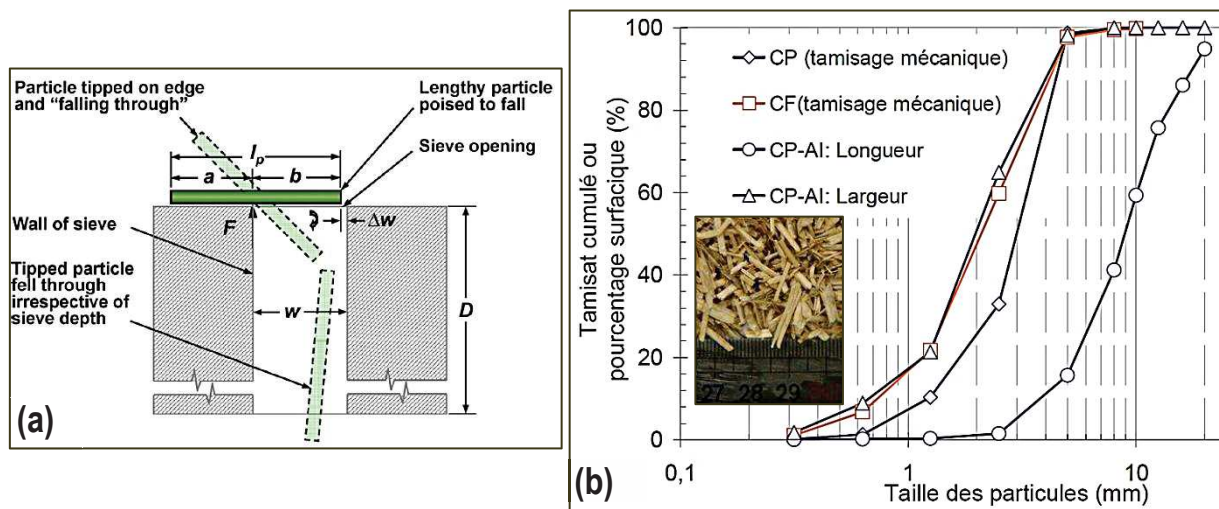 Particle tipped on edge
and “falling through”
Lengthy particle
poised to fall
Sieve opening
lp
a
b
F
Δw
Wall of sieve
Tipped particle
fell through
irrespective of
sieve depth
w
D
(a)
Tamisat cumulé ou
pourcentage surfacique (%)
100
80
60
40
20
0
CP (tamisage mécanique)
CF(tamisage mécanique)
CP-AI: Longueur
CP-AI: Largeur
27 28 29
0,1
1
10
Taille des particules (mm)
(b)